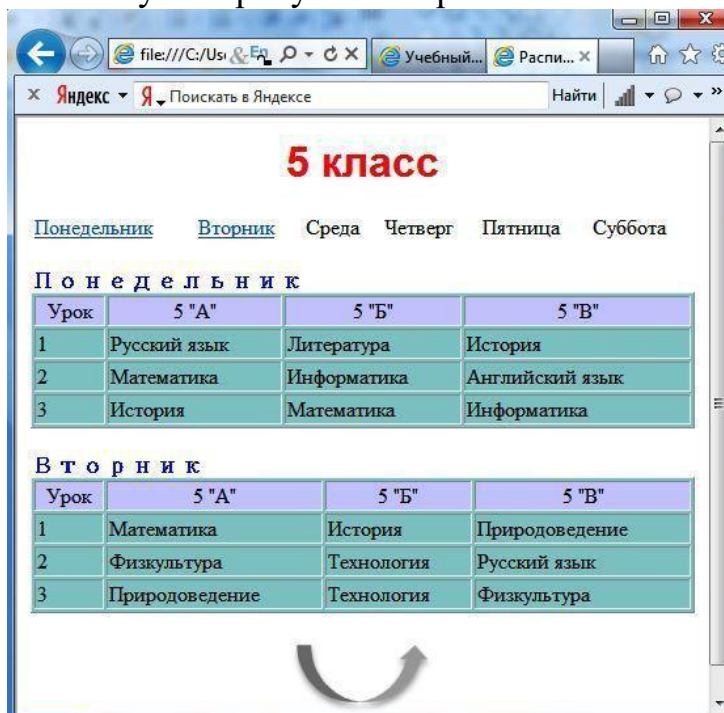 file:///C:/Us
Учебный...
Распи...
Яндекс
Я
Поискать в Яндексе
Найти
5 класс
Понедельник Вторник Среда Четверг Пятница Суббота
Понедельник
Урок 5 "А" 5 "Б" 5 "В"
1 Русский язык Литература История
2 Математика Информатика Английский язык
3 История Математика Информатика
Вторник
Урок 5 "А" 5 "Б" 5 "В"
1 Математика История Природоведение
2 Физкультура Технология Русский язык
3 Природоведение Технология Физкультура